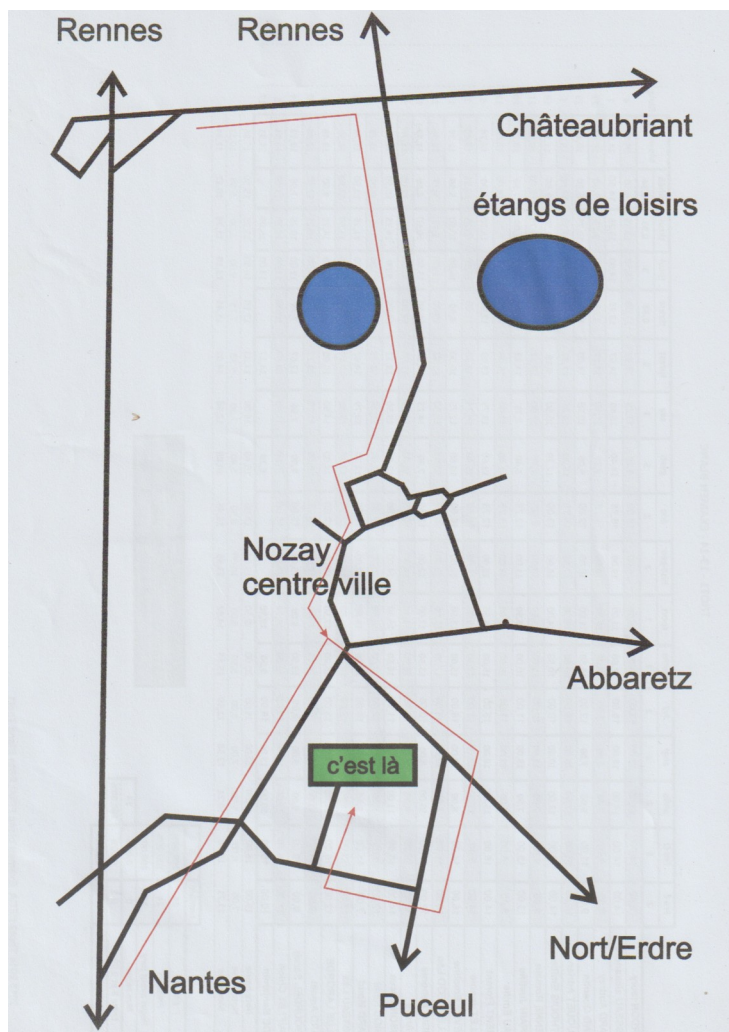 Rennes
Rennes
Châteaubriant
étangs de loisirs
Nozay
centre ville
Abbaretz
c'est là
Nort/Erdre
Nantes
Puceul